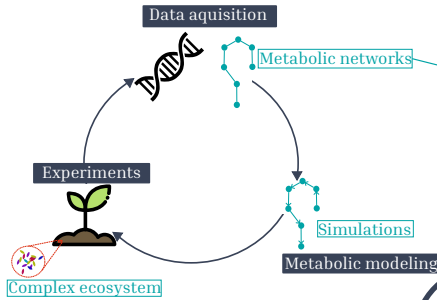 Data aquisition
Metabolic networks
Experiments
Simulations
Metabolic modeling
Complex ecosystem